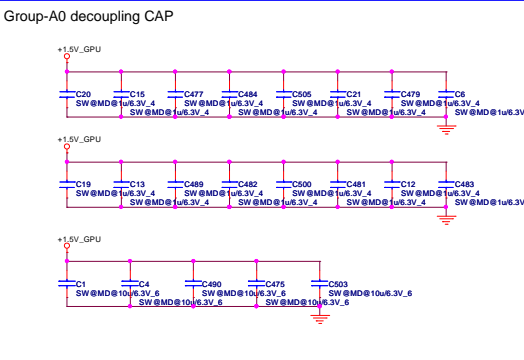 Group-A0 decoupling CAP
+1.5V_GPU
C20 C15 C477 C484 C505 C21 C479 C6
SW@MD@1u/6.3V_4 SW@MD@1u/6.3V_4 SW@MD@1u/6.3V_4 SW@MD@1u/6.3V_4
SW@MD@1u/6.3V_4 SW@MD@1u/6.3V_4 SW@MD@1u/6.3V_4 SW@MD@1u/6.3V
+1.5V_GPU
C19 C13 C489 C482 C500 C481 C12 C483
SW@MD@1u/6.3V_4 SW@MD@1u/6.3V_4 SW@MD@1u/6.3V_4 SW@MD@1u/6.3V_4
SW@MD@1u/6.3V_4 SW@MD@1u/6.3V_4 SW@MD@1u/6.3V_4 SW@MD@1u/6.3V
+1.5V_GPU
C1 C4 C490 C475 C503
SW@MD@10u/6.3V_6 SW@MD@10u/6.3V_6 SW@MD@10u/6.3V_6
SW@MD@10u/6.3V_6 SW@MD@10u/6.3V_6